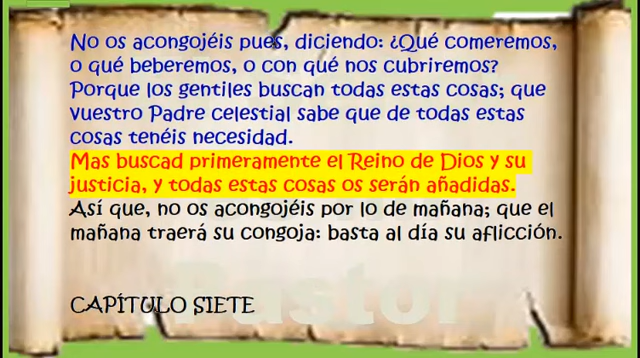 No os acongojéis pues, diciendo: ¿Qué comeremos,
o qué beberemos, o con qué nos cubriremos?
Porque los gentiles buscan todas estas cosas; que
vuestro Padre celestial sabe que de todas estas
cosas tenéis necesidad.
Mas buscad primeramente el Reino de Dios y su
justicia, y todas estas cosas os serán añadidas.
Así que, no os acongojéis por lo de mañana; que el
mañana traerá su congoja: basta al día su aflicción.
CAPÍTULO SIETE
Pastor